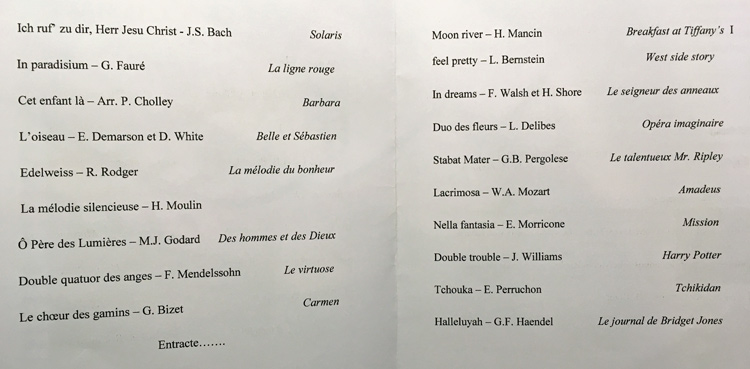 Ich ruf' zu dir, Herr Jesu Christ - J.S. Bach Solaris
In paradisium – G. Fauré La ligne rouge
Cet enfant là – Arr. P. Cholley Barbara
L'oiseau – E. Demarson et D. White Belle et Sébastien
Edelweiss – R. Rodger La mélodie du bonheur
La mélodie silencieuse – H. Moulin
Ô Père des Lumières – M.J. Godard Des hommes et des Dieux
Double quatuor des anges – F. Mendelssohn Le virtuose
Le chœur des gamins – G. Bizet Carmen
Entracte…….
Moon river – H. Mancin Breakfast at Tiffany's I
feel pretty – L. Bernstein West side story
In dreams – F. Walsh et H. Shore Le seigneur des anneaux
Duo des fleurs – L. Delibes Opéra imaginaire
Stabat Mater – G.B. Pergolese Le talentueux Mr. Ripley
Lacrimosa – W.A. Mozart Amadeus
Nella fantasia – E. Morricone Mission
Double trouble – J. Williams Harry Potter
Tchouka – E. Perruchon Tchikidan
Halleluyah – G.F. Haendel Le journal de Bridget Jones